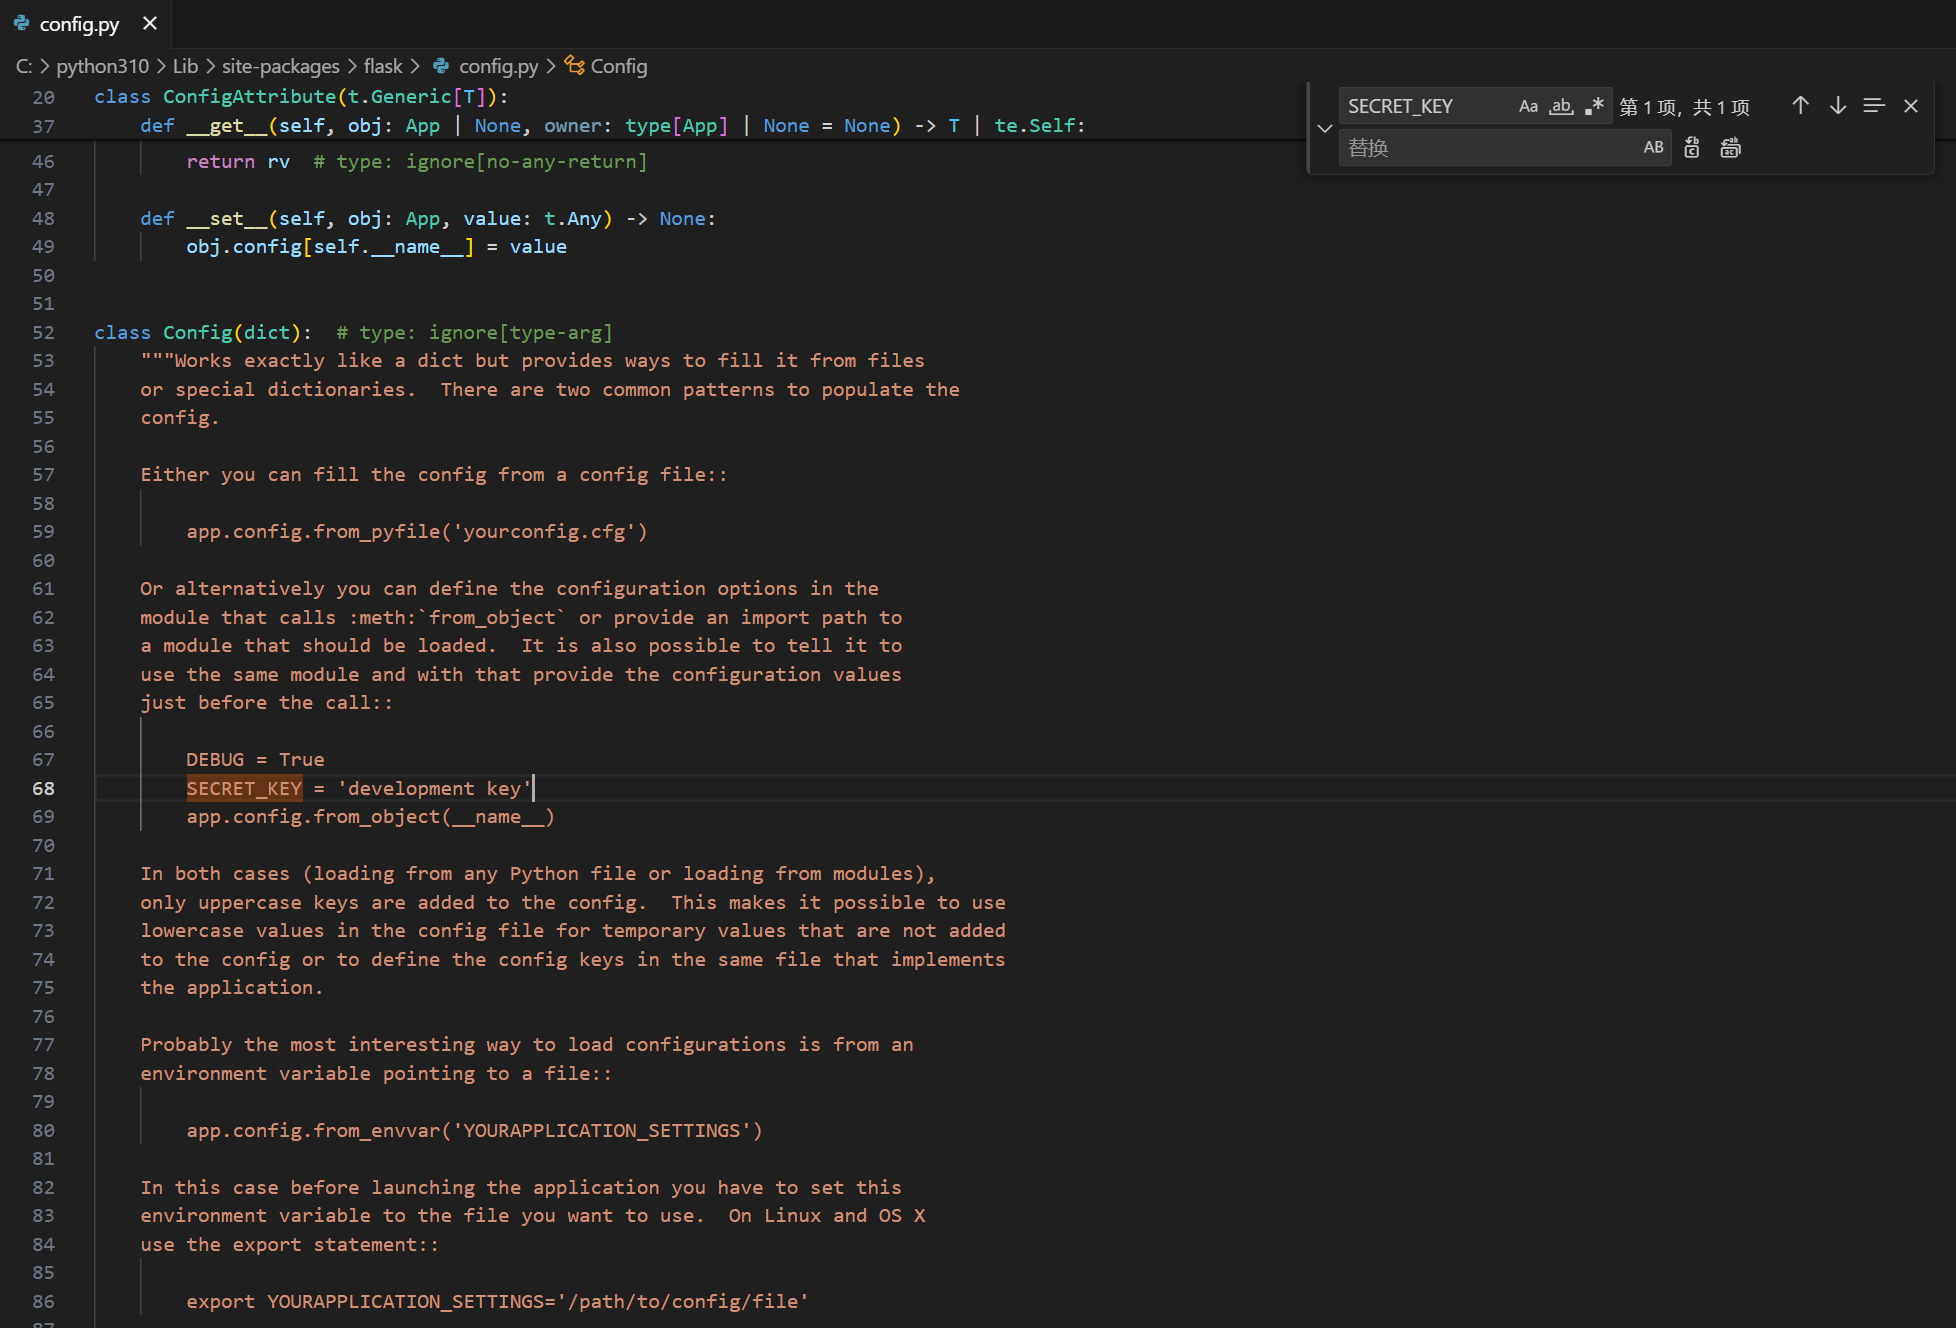 config.py
C: > python310 > Lib > site-packages > flask > config.py > Config
20 class ConfigAttribute(t.Generic[T]):
37 def __get__(self, obj: App | None, owner: type[App] | None = None) -> T | te.Self:
SECRET_KEY Aa ab .* 第 1 项，共 1 项
替换 AB
46 return rv  # type: ignore[no-any-return]
47
48 def __set__(self, obj: App, value: t.Any) -> None:
49 obj.config[self.__name__] = value
50
51
52 class Config(dict):  # type: ignore[type-arg]
53 """Works exactly like a dict but provides ways to fill it from files
54 or special dictionaries.  There are two common patterns to populate the
55 config.
56
57 Either you can fill the config from a config file::
58
59 app.config.from_pyfile('yourconfig.cfg')
60
61 Or alternatively you can define the configuration options in the
62 module that calls :meth:`from_object` or provide an import path to
63 a module that should be loaded.  It is also possible to tell it to
64 use the same module and with that provide the configuration values
65 just before the call::
66
67 DEBUG = True
68 SECRET_KEY = 'development key'
69 app.config.from_object(__name__)
70
71 In both cases (loading from any Python file or loading from modules),
72 only uppercase keys are added to the config.  This makes it possible to use
73 lowercase values in the config file for temporary values that are not added
74 to the config or to define the config keys in the same file that implements
75 the application.
76
77 Probably the most interesting way to load configurations is from an
78 environment variable pointing to a file::
79
80 app.config.from_envvar('YOURAPPLICATION_SETTINGS')
81
82 In this case before launching the application you have to set this
83 environment variable to the file you want to use.  On Linux and OS X
84 use the export statement::
85
86 export YOURAPPLICATION_SETTINGS='/path/to/config/file'
87